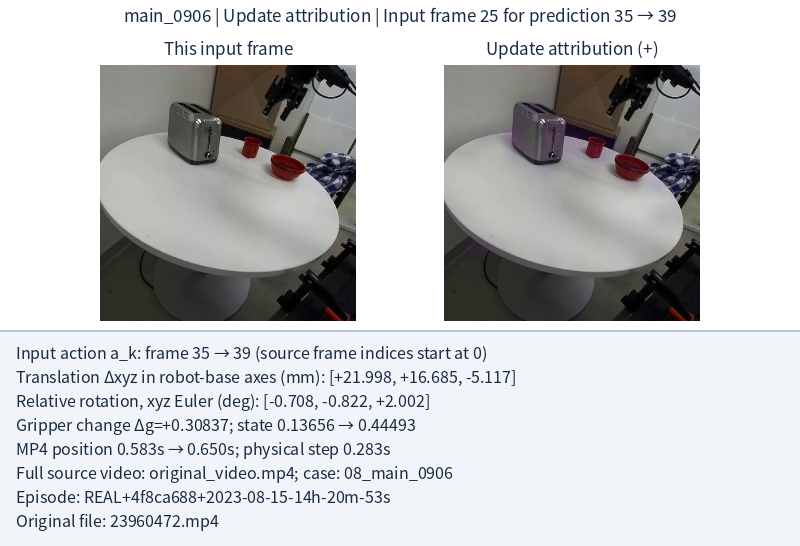 main_0906 | Update attribution | Input frame 25 for prediction 35 → 39
This input frame
Update attribution (+)
Input action a_k: frame 35 → 39 (source frame indices start at 0)
Translation Δxyz in robot-base axes (mm): [+21.998, +16.685, -5.117]
Relative rotation, xyz Euler (deg): [-0.708, -0.822, +2.002]
Gripper change Δg=+0.30837; state 0.13656 → 0.44493
MP4 position 0.583s → 0.650s; physical step 0.283s
Full source video: original_video.mp4; case: 08_main_0906
Episode: REAL+4f8ca688+2023-08-15-14h-20m-53s
Original file: 23960472.mp4